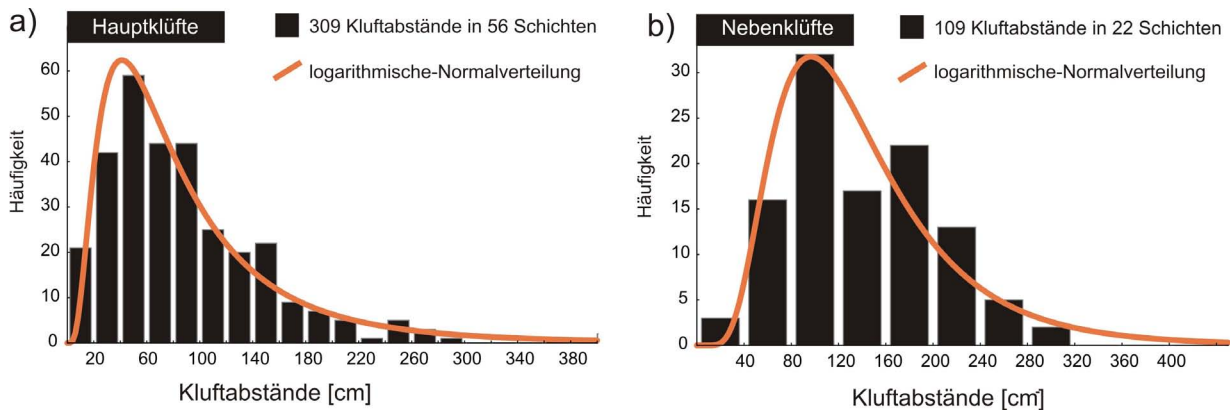 a)
Hauptklüfte
309 Kluftabstände in 56 Schichten
logarithmische-Normalverteilung
Häufigkeit
60
50
40
30
20
10
0
20 60 100 140 180 220 260 300 340 380
Kluftabstände [cm]
b)
Nebenklüfte
109 Kluftabstände in 22 Schichten
logarithmische-Normalverteilung
Häufigkeit
30
25
20
15
10
5
0
40 80 120 160 200 240 280 320 360 400
Kluftabstände [cm]